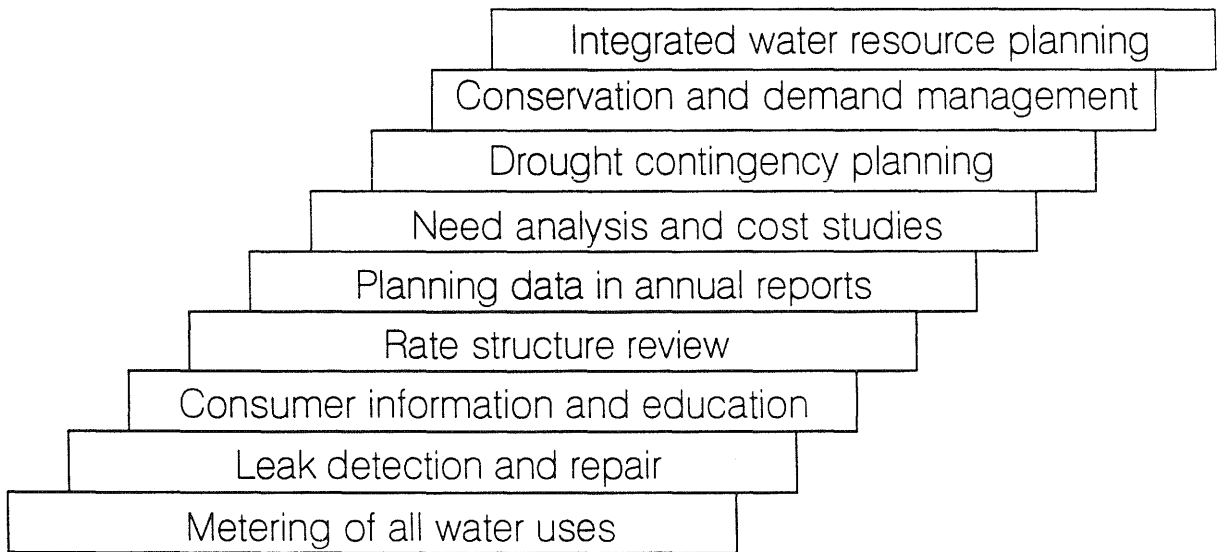 Integrated water resource planning
Conservation and demand management
Drought contingency planning
Need analysis and cost studies
Planning data in annual reports
Rate structure review
Consumer information and education
Leak detection and repair
Metering of all water uses